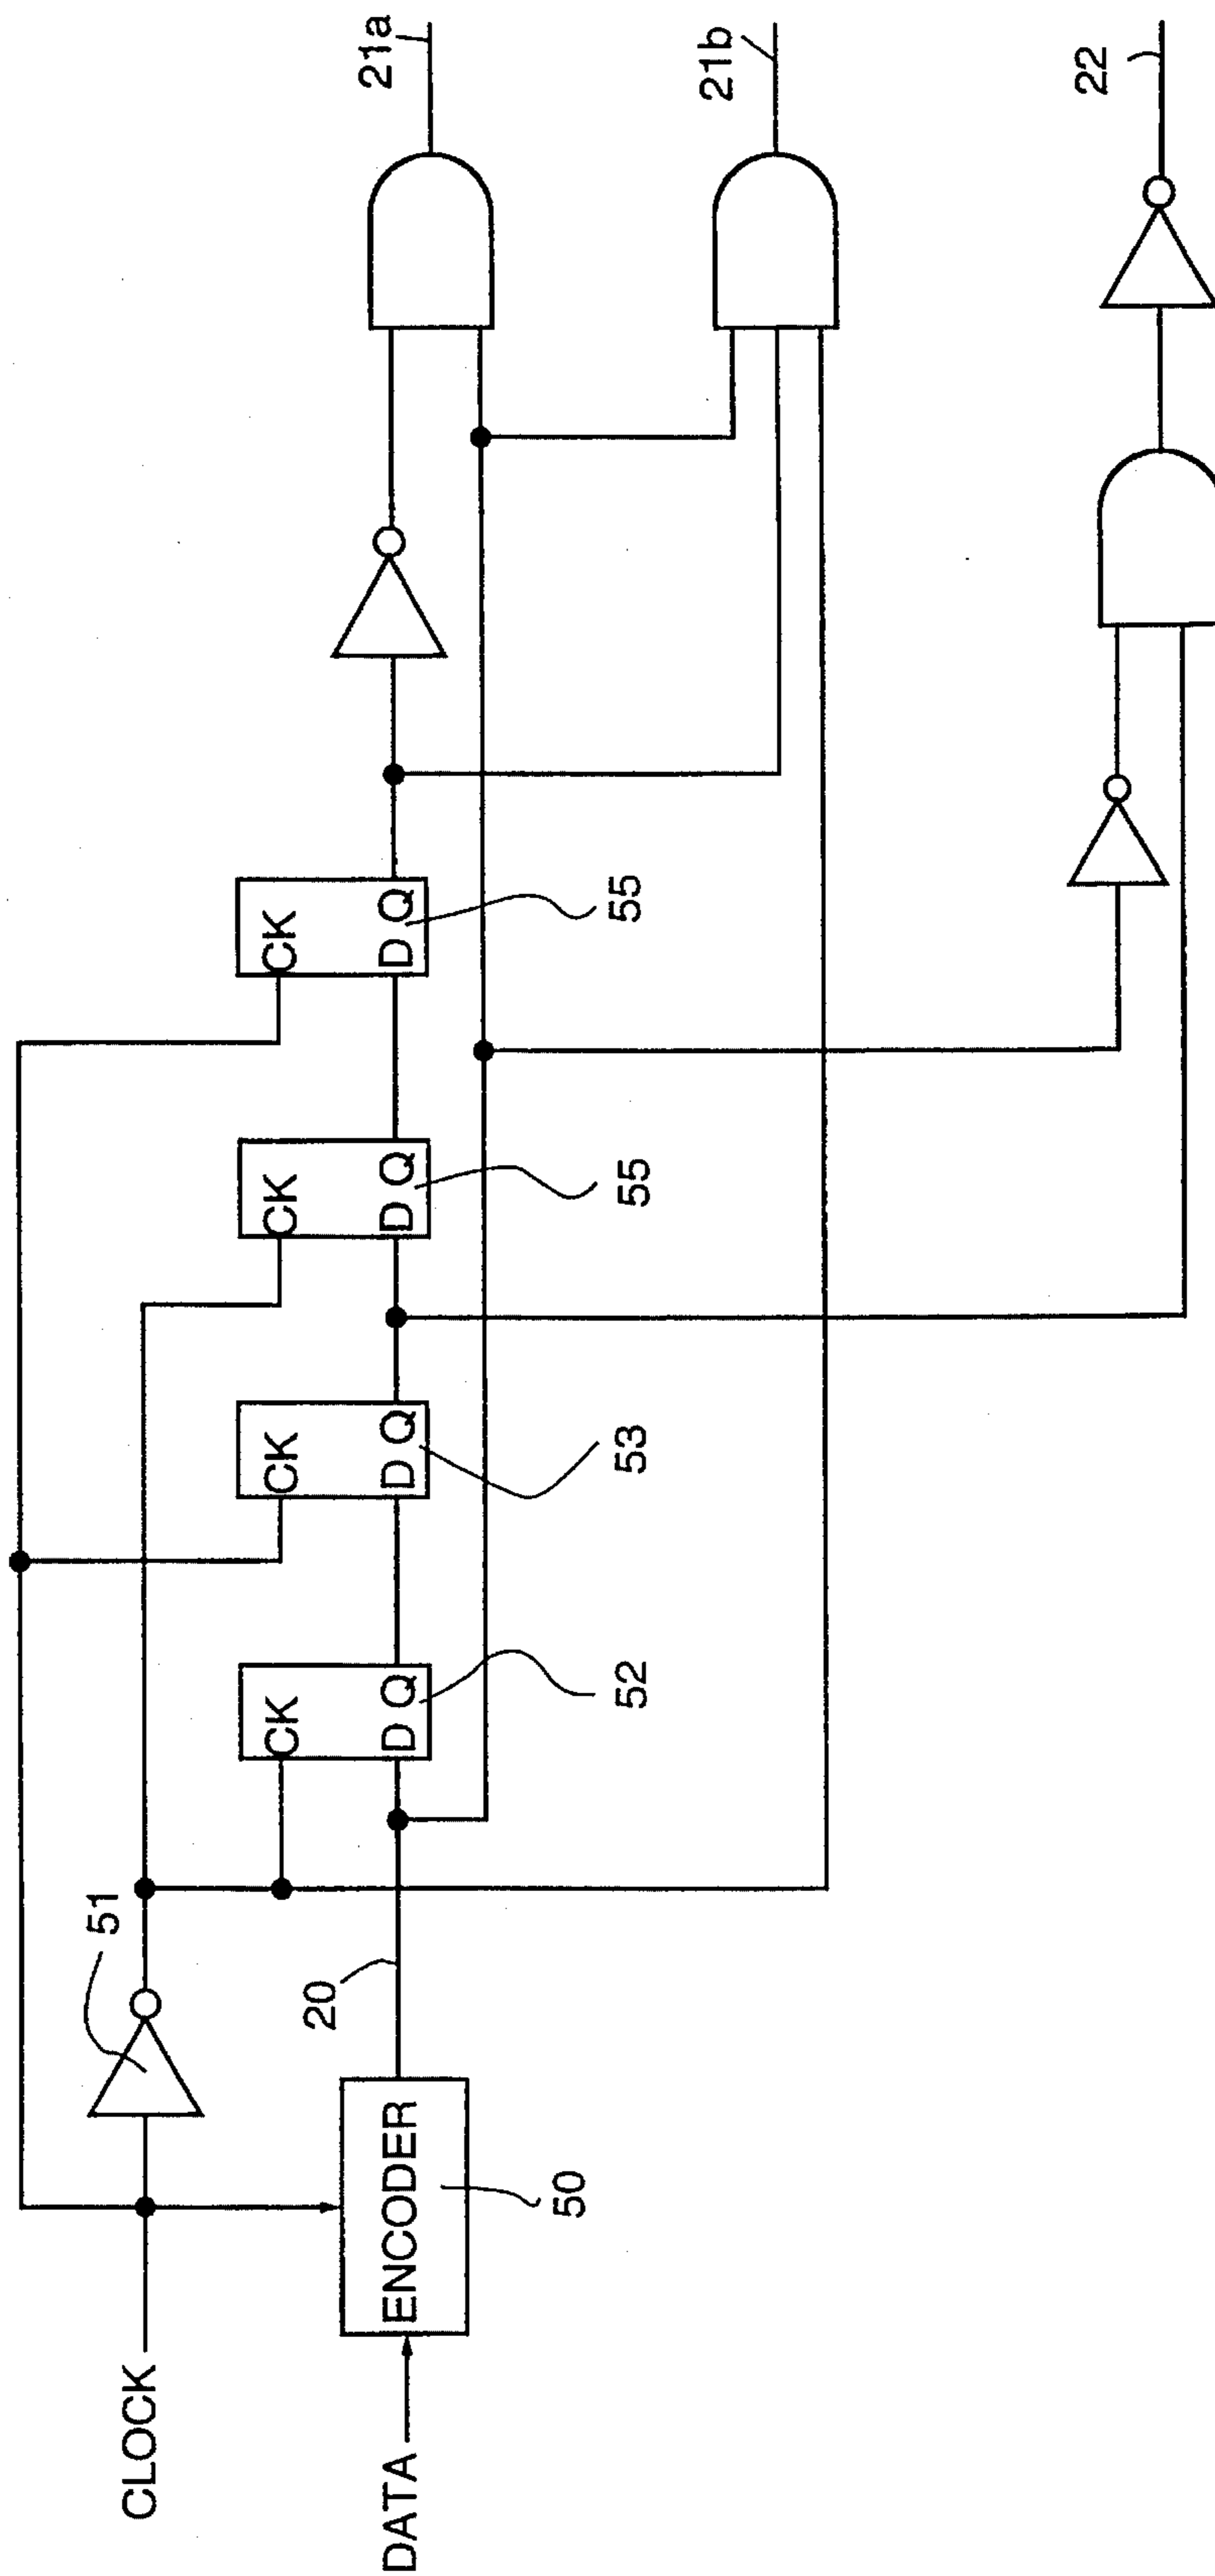 CLOCK
DATA
ENCODER
50
51
20
CK
D Q
52
CK
D Q
53
CK
D Q
55
CK
D Q
55
21a
21b
22